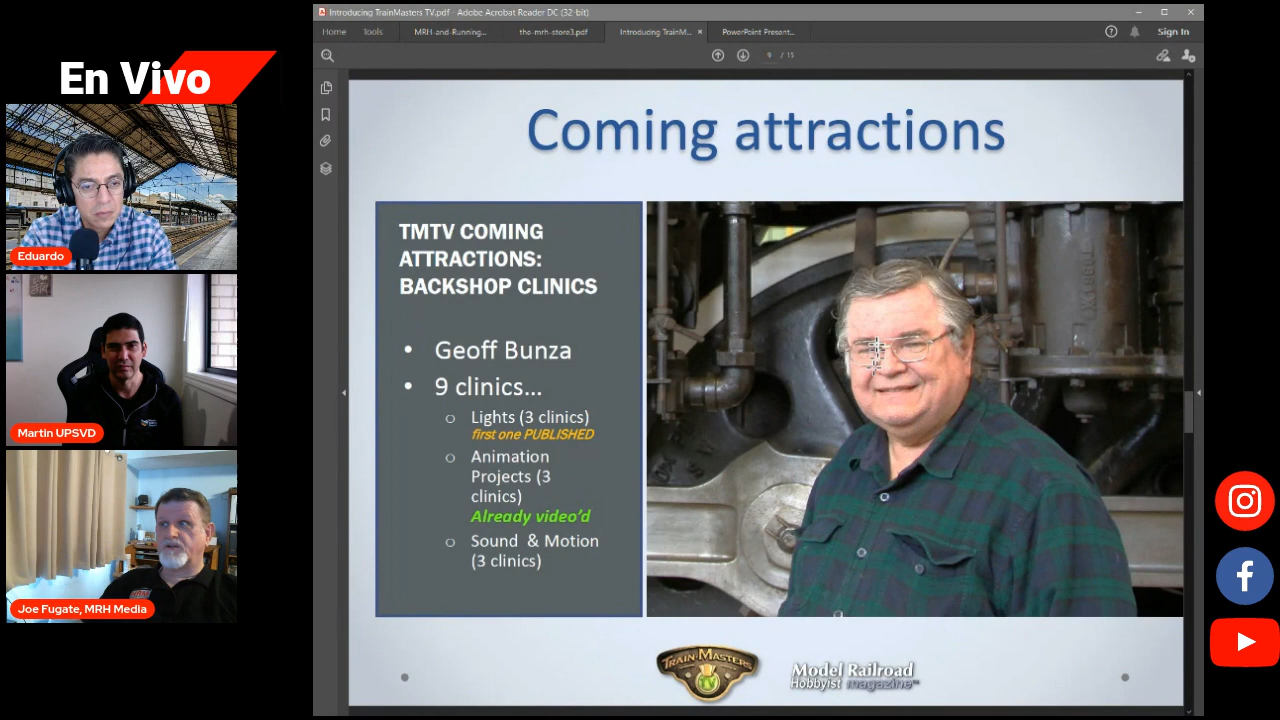 En Vivo
Eduardo
Martin UPSVD
Joe Fugate, MRH Media
Introducing TrainMasters TV.pdf - Adobe Acrobat Reader DC (32-bit)
Home Tools MRH-and-Running... the-mrh-store3.pdf Introducing TrainM... × PowerPoint Present... Sign In
9 / 15
Coming attractions
TMTV COMING
ATTRACTIONS:
BACKSHOP CLINICS
• Geoff Bunza
• 9 clinics...
o Lights (3 clinics)
first one PUBLISHED
o Animation
Projects (3
clinics)
Already video'd
o Sound & Motion
(3 clinics)
TRAIN-MASTERS
TV
Model Railroad
Hobbyist magazine™